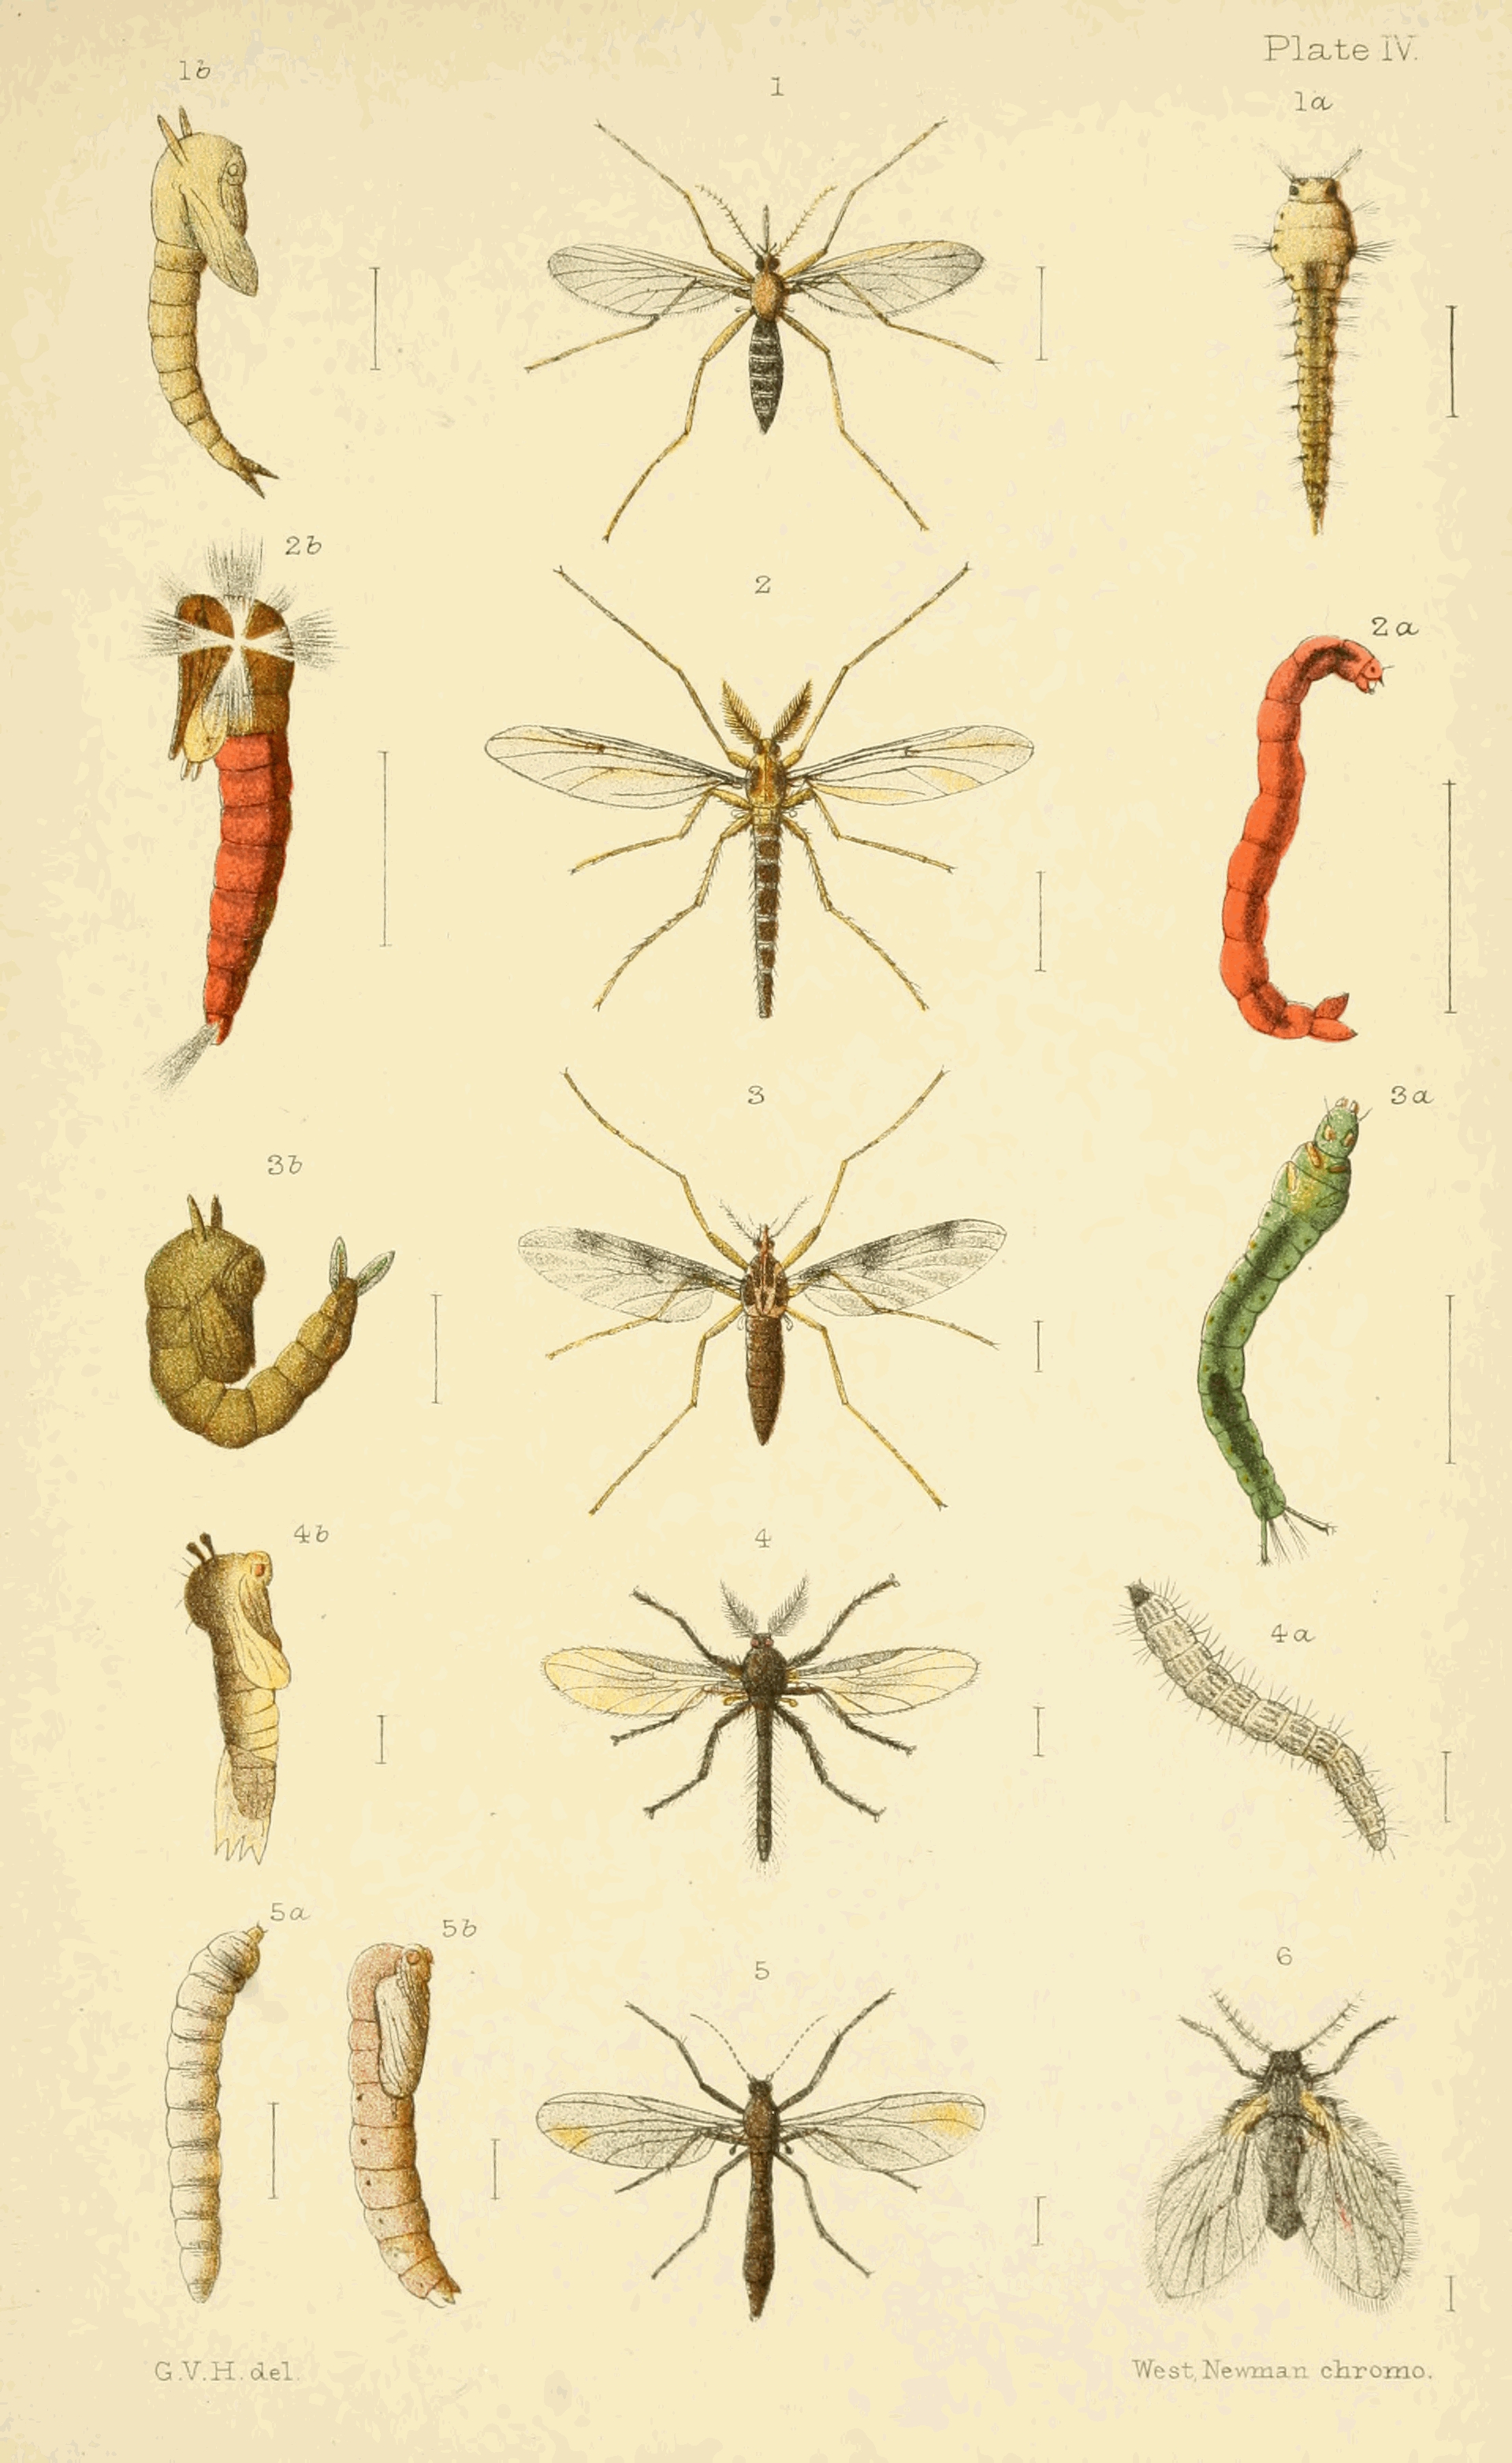 Plate IV.
1b
1
1a
2b
2
2a
3
3a
3b
4b
4
4a
5a
5b
5
6
G.V.H. del.
West, Newman chromo.